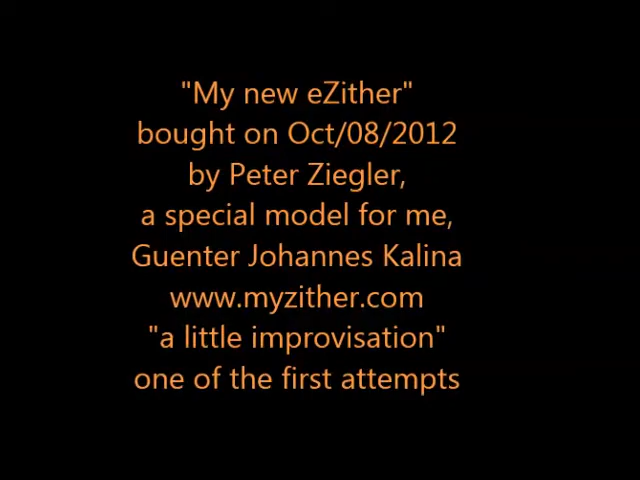 "My new eZither"
bought on Oct/08/2012
by Peter Ziegler,
a special model for me,
Guenter Johannes Kalina
www.myzither.com
"a little improvisation"
one of the first attempts